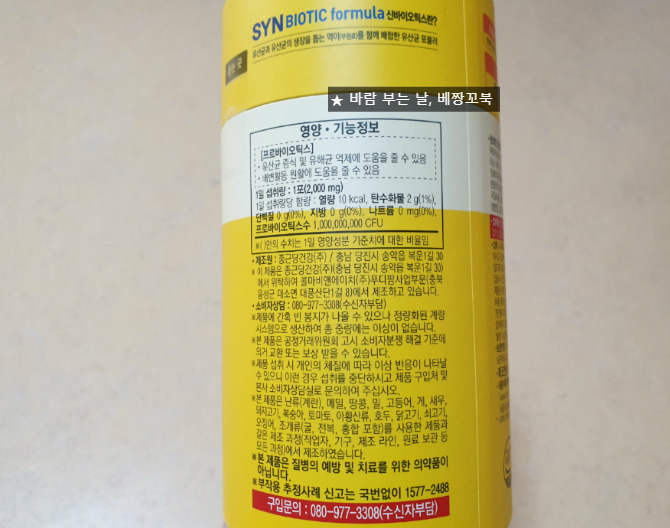 SYNBIOTIC formula 신바이오틱스란?
유산균과 유산균의 생장을 돕는 먹이(부원료)를 함께 배합한 유산균 포뮬러
받는 곳
★ 바람 부는 날, 베짱꼬북
영양·기능정보
[프로바이오틱스]
· 유산균 증식 및 유해균 억제에 도움을 줄 수 있음
· 배변활동 원활에 도움을 줄 수 있음
1일 섭취량 : 1포(2,000 mg)
1일 섭취량당 함량 : 열량 10 kcal, 탄수화물 2 g(1%),
단백질 0 g(0%), 지방 0 g(0%), 나트륨 0 mg(0%),
프로바이오틱스수 1,000,000,000 CFU
※( )안의 수치는 1일 영양성분 기준치에 대한 비율임
· 제조원 : 종근당건강(주) / 충남 당진시 송악읍 복운1길 30
※ 이 제품은 종근당건강(주)(충남 당진시 송악읍 복운1길 30)
에서 위탁하여 콜마비앤에이치(주)푸디팜사업부문(충북
음성군 대소면 대풍산단1길 8)에서 제조하고 있습니다.
· 소비자상담 : 080-977-3308(수신자부담)
※제품에 간혹 빈 봉지가 나올 수 있으나 정량화된 계량
시스템으로 생산하여 총 중량에는 이상이 없습니다.
※본 제품은 공정거래위원회 고시 소비자분쟁 해결 기준에
의거 교환 또는 보상 받을 수 있습니다.
※제품 섭취 시 개인의 체질에 따라 이상 반응이 나타날
수 있으니 이런 경우 섭취를 중단하시고 제품 구입처 및
본사 소비자상담실로 문의하여 주십시오.
※본 제품은 난류(계란), 메밀, 땅콩, 밀, 고등어, 게, 새우,
돼지고기, 복숭아, 토마토, 아황산류, 호두, 닭고기, 쇠고기,
오징어, 조개류(굴, 전복, 홍합 포함)를 사용한 제품과
같은 제조 과정(작업자, 기구, 제조 라인, 원료 보관 등
모든 과정)에서 제조하였습니다.
※본 제품은 질병의 예방 및 치료를 위한 의약품이
아닙니다.
※부작용 추정사례 신고는 국번없이 1577-2488
구입문의 : 080-977-3308(수신자부담)